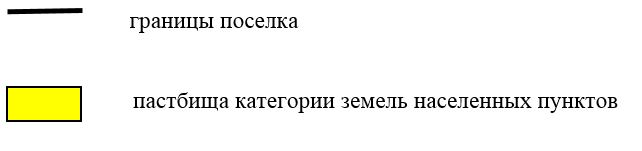 границы поселка
пастбища категории земель населенных пунктов